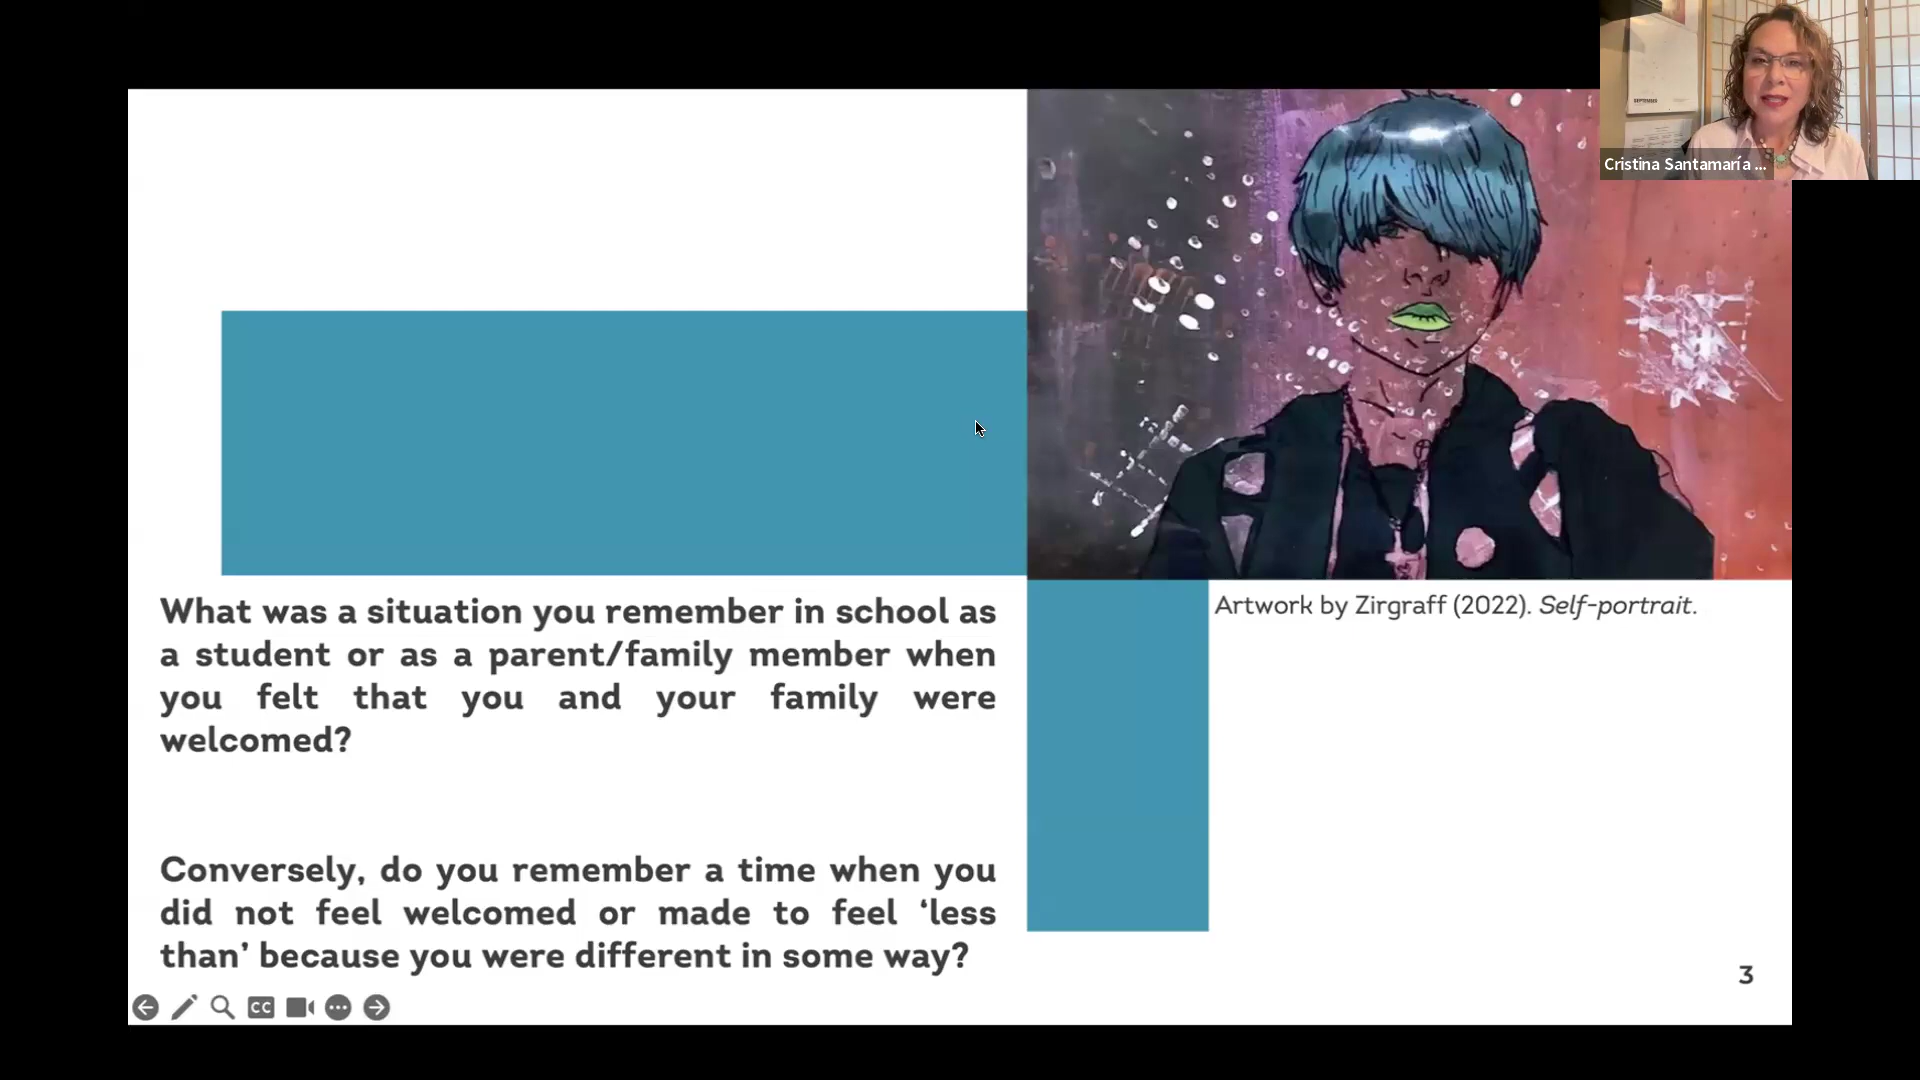 SEPTEMBER
Cristina Santamaría ...
What was a situation you remember in school as
a student or as a parent/family member when
you felt that you and your family were
welcomed?
Artwork by Zirgraff (2022). Self-portrait.
Conversely, do you remember a time when you
did not feel welcomed or made to feel ‘less
than’ because you were different in some way?
3
CC